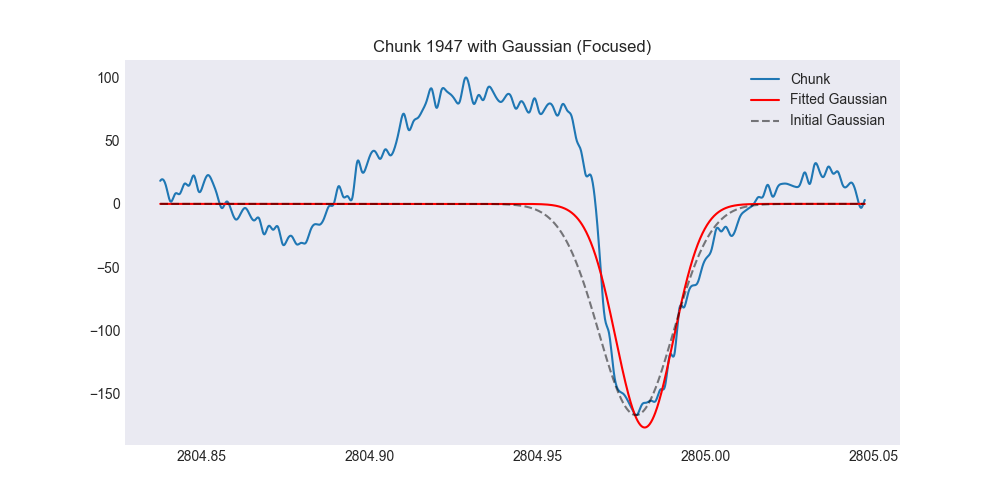 Chunk 1947 with Gaussian (Focused)
100
50
0
−50
−100
−150
2804.85
2804.90
2804.95
2805.00
2805.05
Chunk
Fitted Gaussian
Initial Gaussian